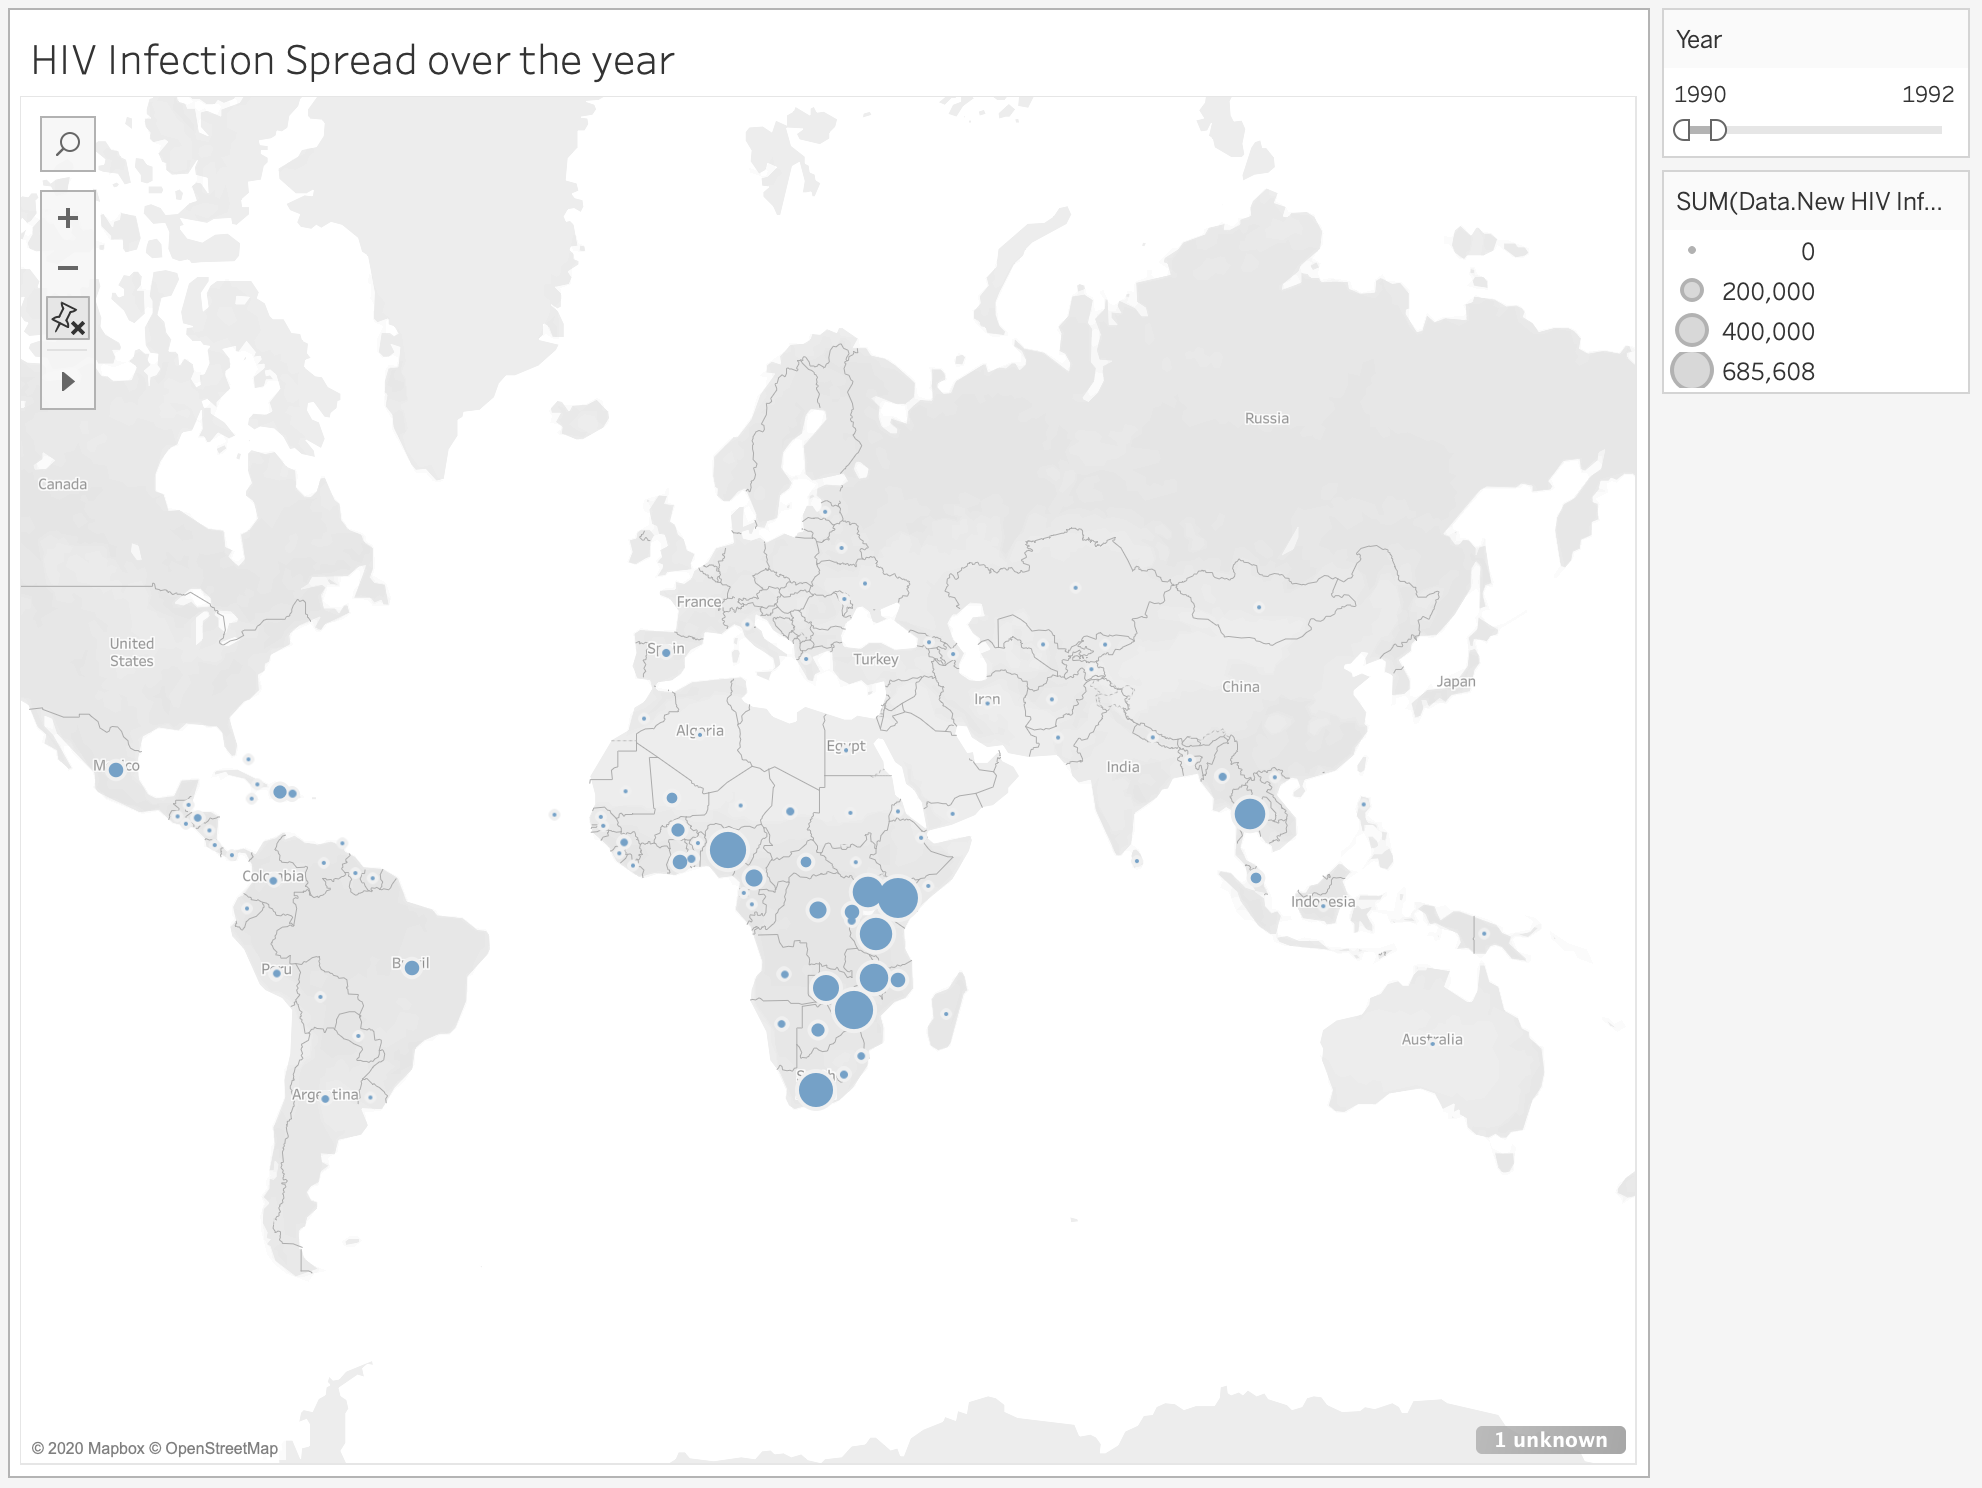 HIV Infection Spread over the year
Year
1990 1992
SUM(Data.New HIV Inf...
0
200,000
400,000
685,608
Russia
Canada
France
United
States
Spain
Turkey
Iran
China
Japan
Algeria
Egypt
Mexico
India
Colombia
Indonesia
Peru
Brazil
Australia
Argentina
© 2020 Mapbox © OpenStreetMap
1 unknown